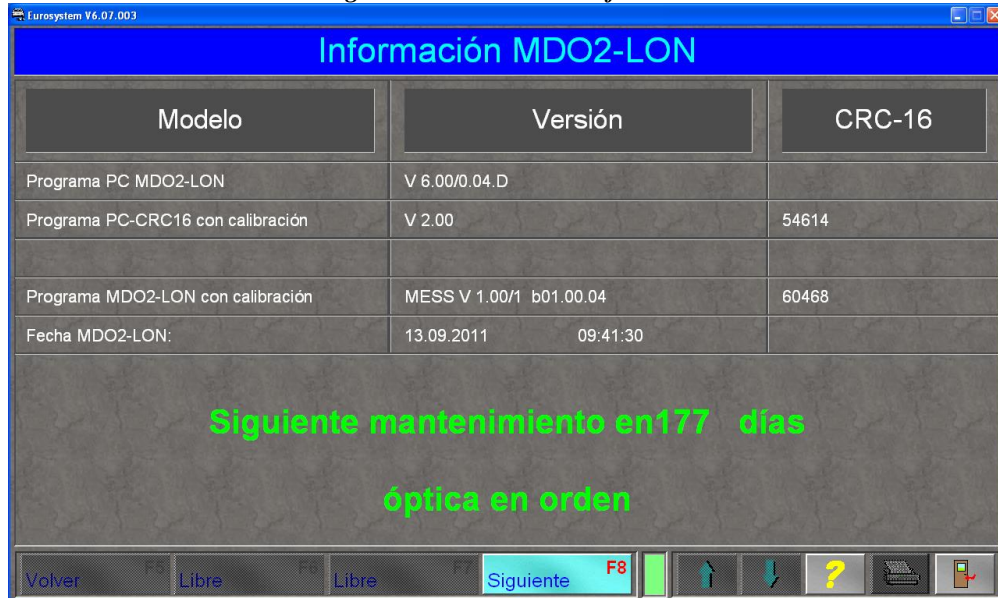 Eurosystem V6.07.003
Información MDO2-LON
Modelo Versión CRC-16
Programa PC MDO2-LON V 6.00/0.04.D
Programa PC-CRC16 con calibración V 2.00 54614
Programa MDO2-LON con calibración MESS V 1.00/1 b01.00.04 60468
Fecha MDO2-LON: 13.09.2011 09:41:30
Siguiente mantenimiento en177 días
óptica en orden
Volver F5 Libre F6 Libre F7 Siguiente F8 ?